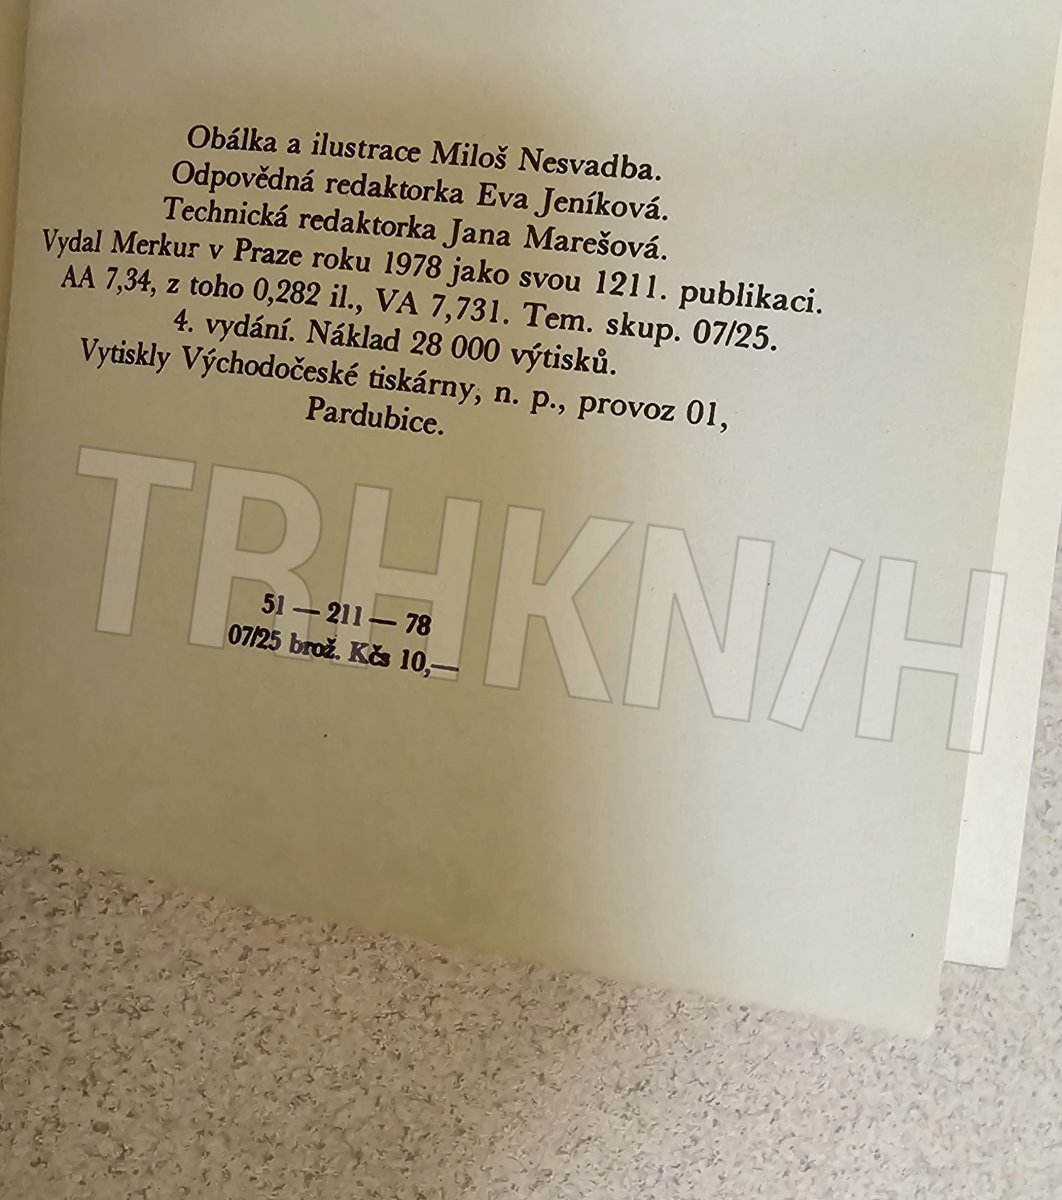 Obálka a ilustrace Miloš Nesvadba.
Odpovědná redaktorka Eva Jeníková.
Technická redaktorka Jana Marešová.
Vydal Merkur v Praze roku 1978 jako svou 1211. publikaci.
AA 7,34, z toho 0,282 il., VA 7,731. Tem. skup. 07/25.
4. vydání. Náklad 28 000 výtisků.
Vytiskly Východočeské tiskárny, n. p., provoz 01,
Pardubice.
TRHKN/H
51 — 211 — 78
07/25 brož. Kčs 10,—